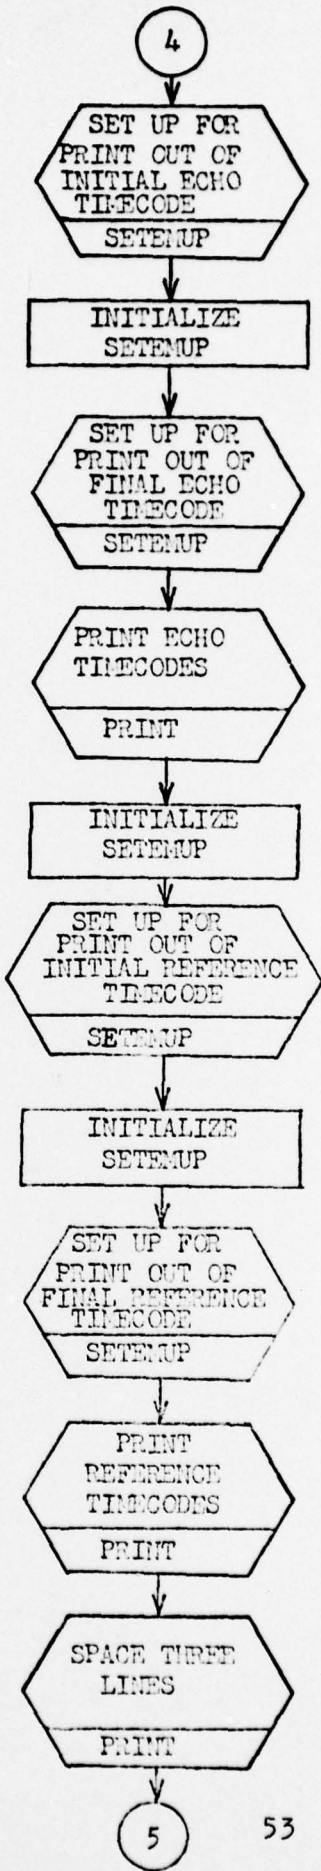 4
SET UP FOR
PRINT OUT OF
INITIAL ECHO
TIMECODE
SETEMUP
INITIALIZE
SETEMUP
SET UP FOR
PRINT OUT OF
FINAL ECHO
TIMECODE
SETEMUP
PRINT ECHO
TIMECODES
PRINT
INITIALIZE
SETEMUP
SET UP FOR
PRINT OUT OF
INITIAL REFERENCE
TIMECODE
SETEMUP
INITIALIZE
SETEMUP
SET UP FOR
PRINT OUT OF
FINAL REFERENCE
TIMECODE
SETEMUP
PRINT
REFERENCE
TIMECODES
PRINT
SPACE THREE
LINES
PRINT
5
53